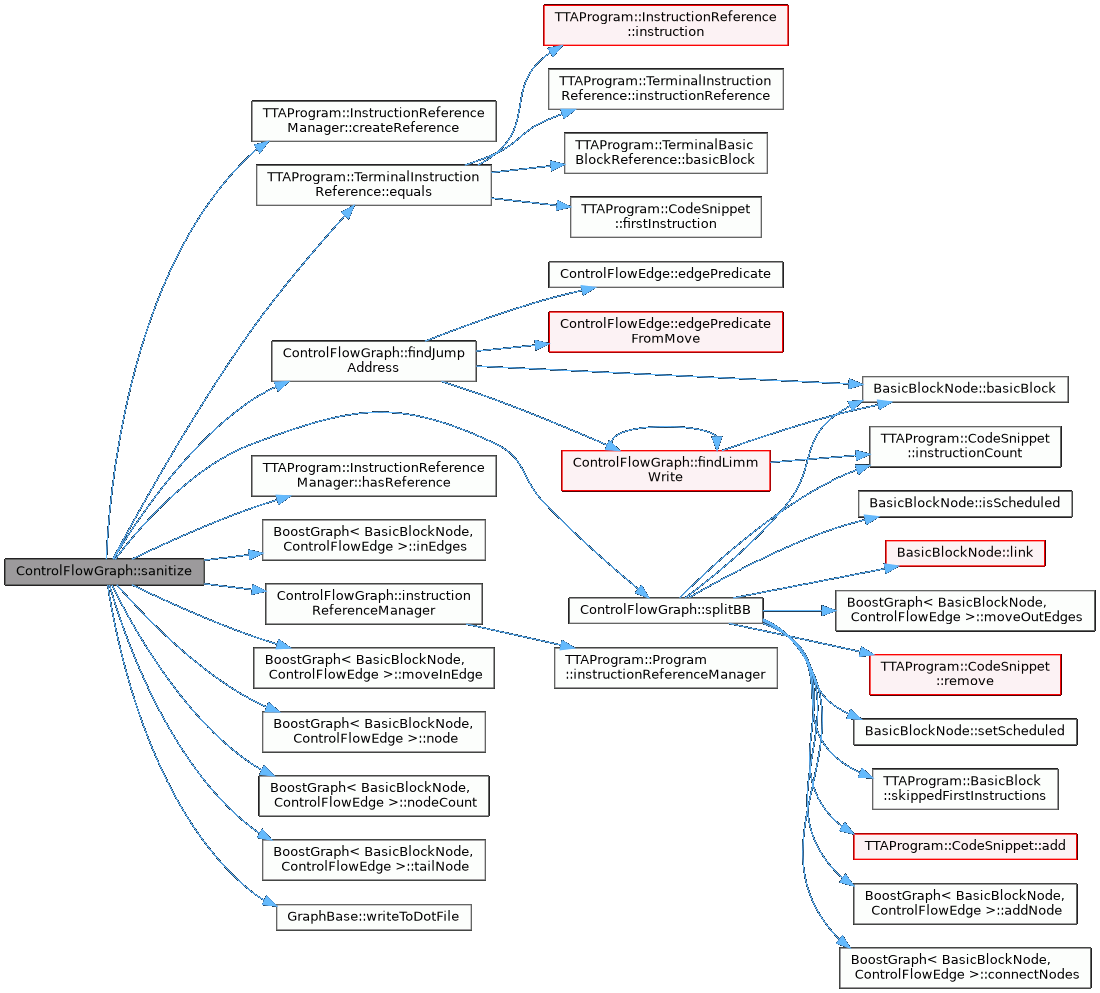 TTAProgram::InstructionReference
::instruction
TTAProgram::TerminalInstruction
Reference::instructionReference
TTAProgram::InstructionReference
Manager::createReference
TTAProgram::TerminalBasic
BlockReference::basicBlock
TTAProgram::TerminalInstruction
Reference::equals
TTAProgram::CodeSnippet
::firstInstruction
ControlFlowEdge::edgePredicate
ControlFlowEdge::edgePredicate
FromMove
ControlFlowGraph::findJump
Address
BasicBlockNode::basicBlock
TTAProgram::CodeSnippet
::instructionCount
ControlFlowGraph::findLimm
Write
TTAProgram::InstructionReference
Manager::hasReference
BasicBlockNode::isScheduled
BoostGraph< BasicBlockNode,
ControlFlowEdge >::inEdges
BasicBlockNode::link
ControlFlowGraph::sanitize
ControlFlowGraph::instruction
ReferenceManager
ControlFlowGraph::splitBB
BoostGraph< BasicBlockNode,
ControlFlowEdge >::moveOutEdges
BoostGraph< BasicBlockNode,
ControlFlowEdge >::moveInEdge
TTAProgram::Program
::instructionReferenceManager
TTAProgram::CodeSnippet
::remove
BoostGraph< BasicBlockNode,
ControlFlowEdge >::node
BasicBlockNode::setScheduled
BoostGraph< BasicBlockNode,
ControlFlowEdge >::nodeCount
TTAProgram::BasicBlock
::skippedFirstInstructions
BoostGraph< BasicBlockNode,
ControlFlowEdge >::tailNode
TTAProgram::CodeSnippet::add
GraphBase::writeToDotFile
BoostGraph< BasicBlockNode,
ControlFlowEdge >::addNode
BoostGraph< BasicBlockNode,
ControlFlowEdge >::connectNodes